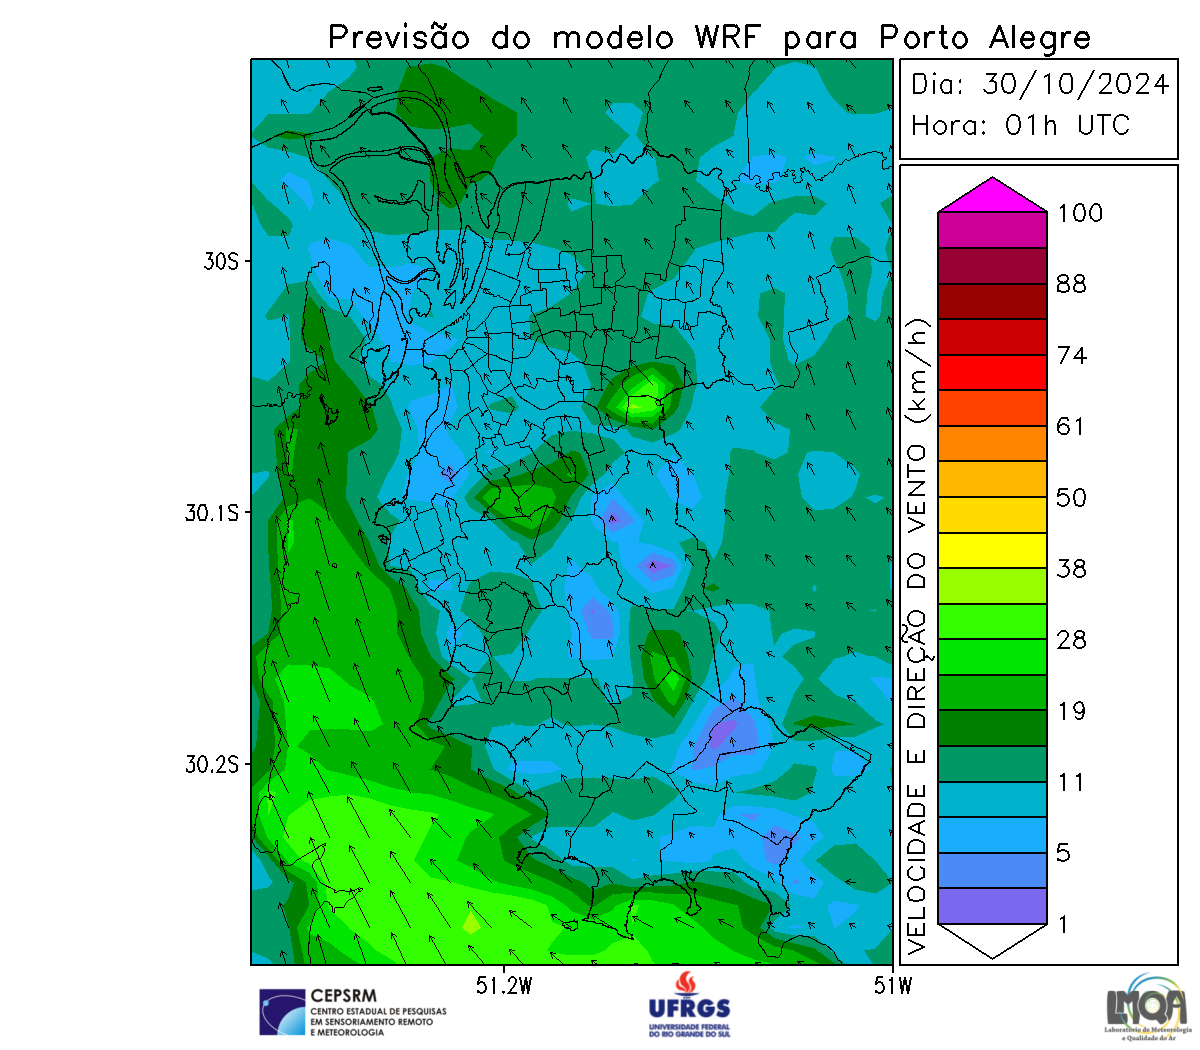 Previsão do modelo WRF para Porto Alegre
Dia: 30/10/2024
Hora: 01h UTC
VELOCIDADE E DIREÇÃO DO VENTO (km/h)
100
88
74
61
50
38
28
19
11
5
1
30S
30.1S
30.2S
51.2W
51W
CEPSRM
CENTRO ESTADUAL DE PESQUISAS
EM SENSORIAMENTO REMOTO
E METEOROLOGIA
UFRGS
UNIVERSIDADE FEDERAL
DO RIO GRANDE DO SUL
LMQA
Laboratório de Meteorologia
e Qualidade do Ar